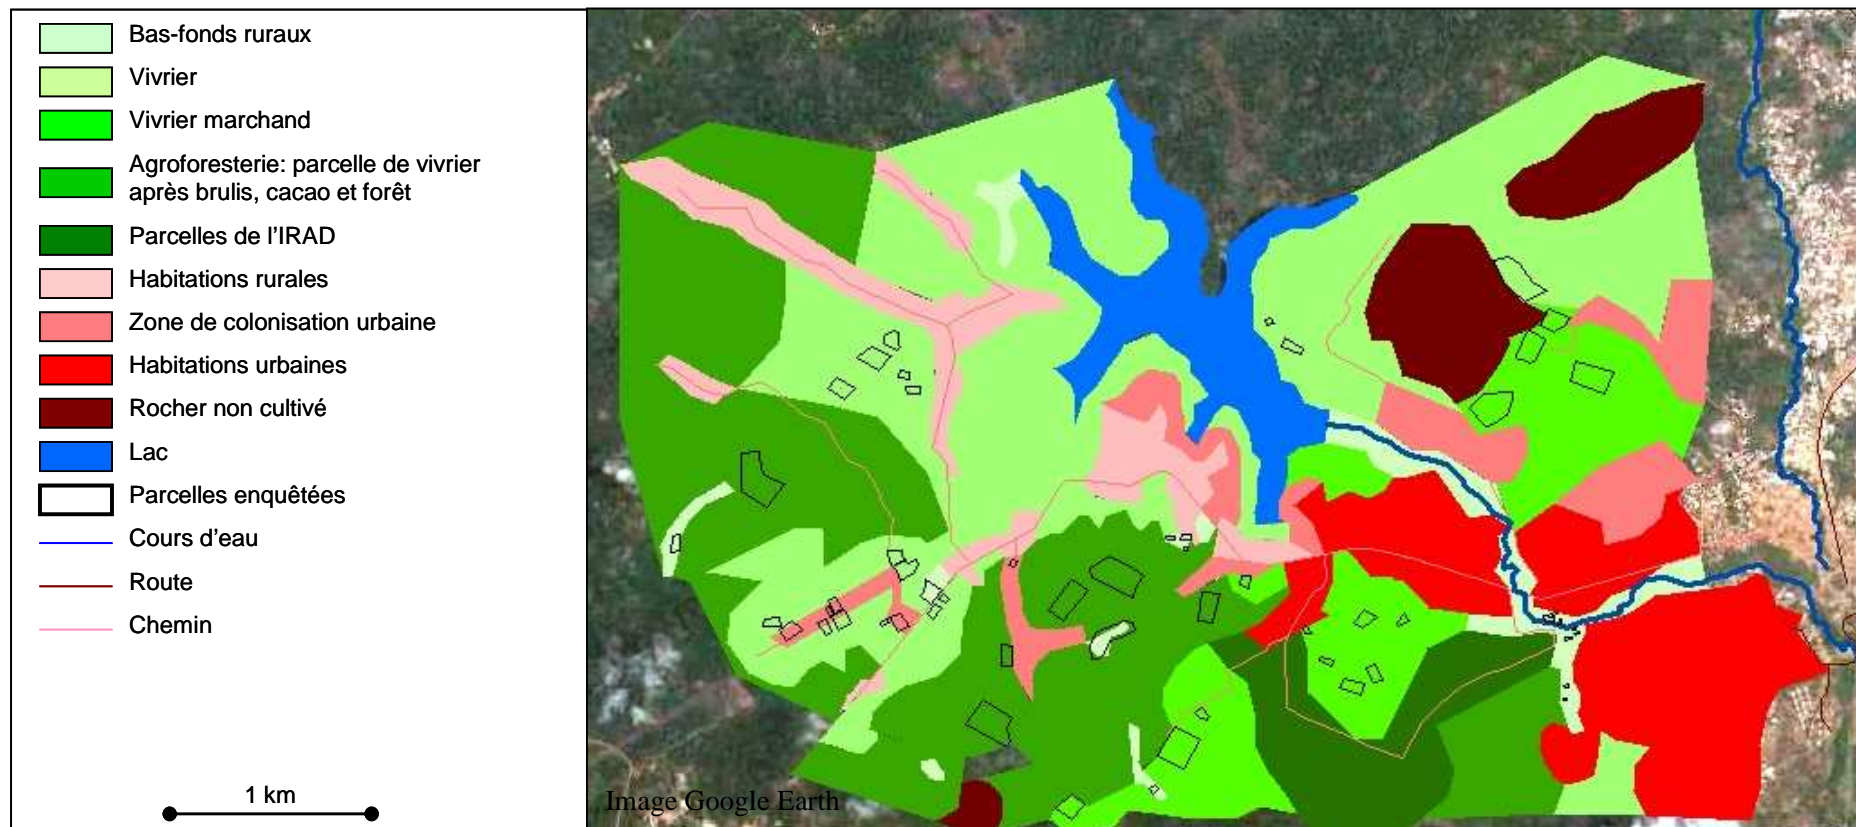 Bas-fonds ruraux
Vivrier
Vivrier marchand
Agroforesterie: parcelle de vivrier
après brulis, cacao et forêt
Parcelles de l'IRAD
Habitations rurales
Zone de colonisation urbaine
Habitations urbaines
Rocher non cultivé
Lac
Parcelles enquêtées
Cours d'eau
Route
Chemin
1 km
Image Google Earth